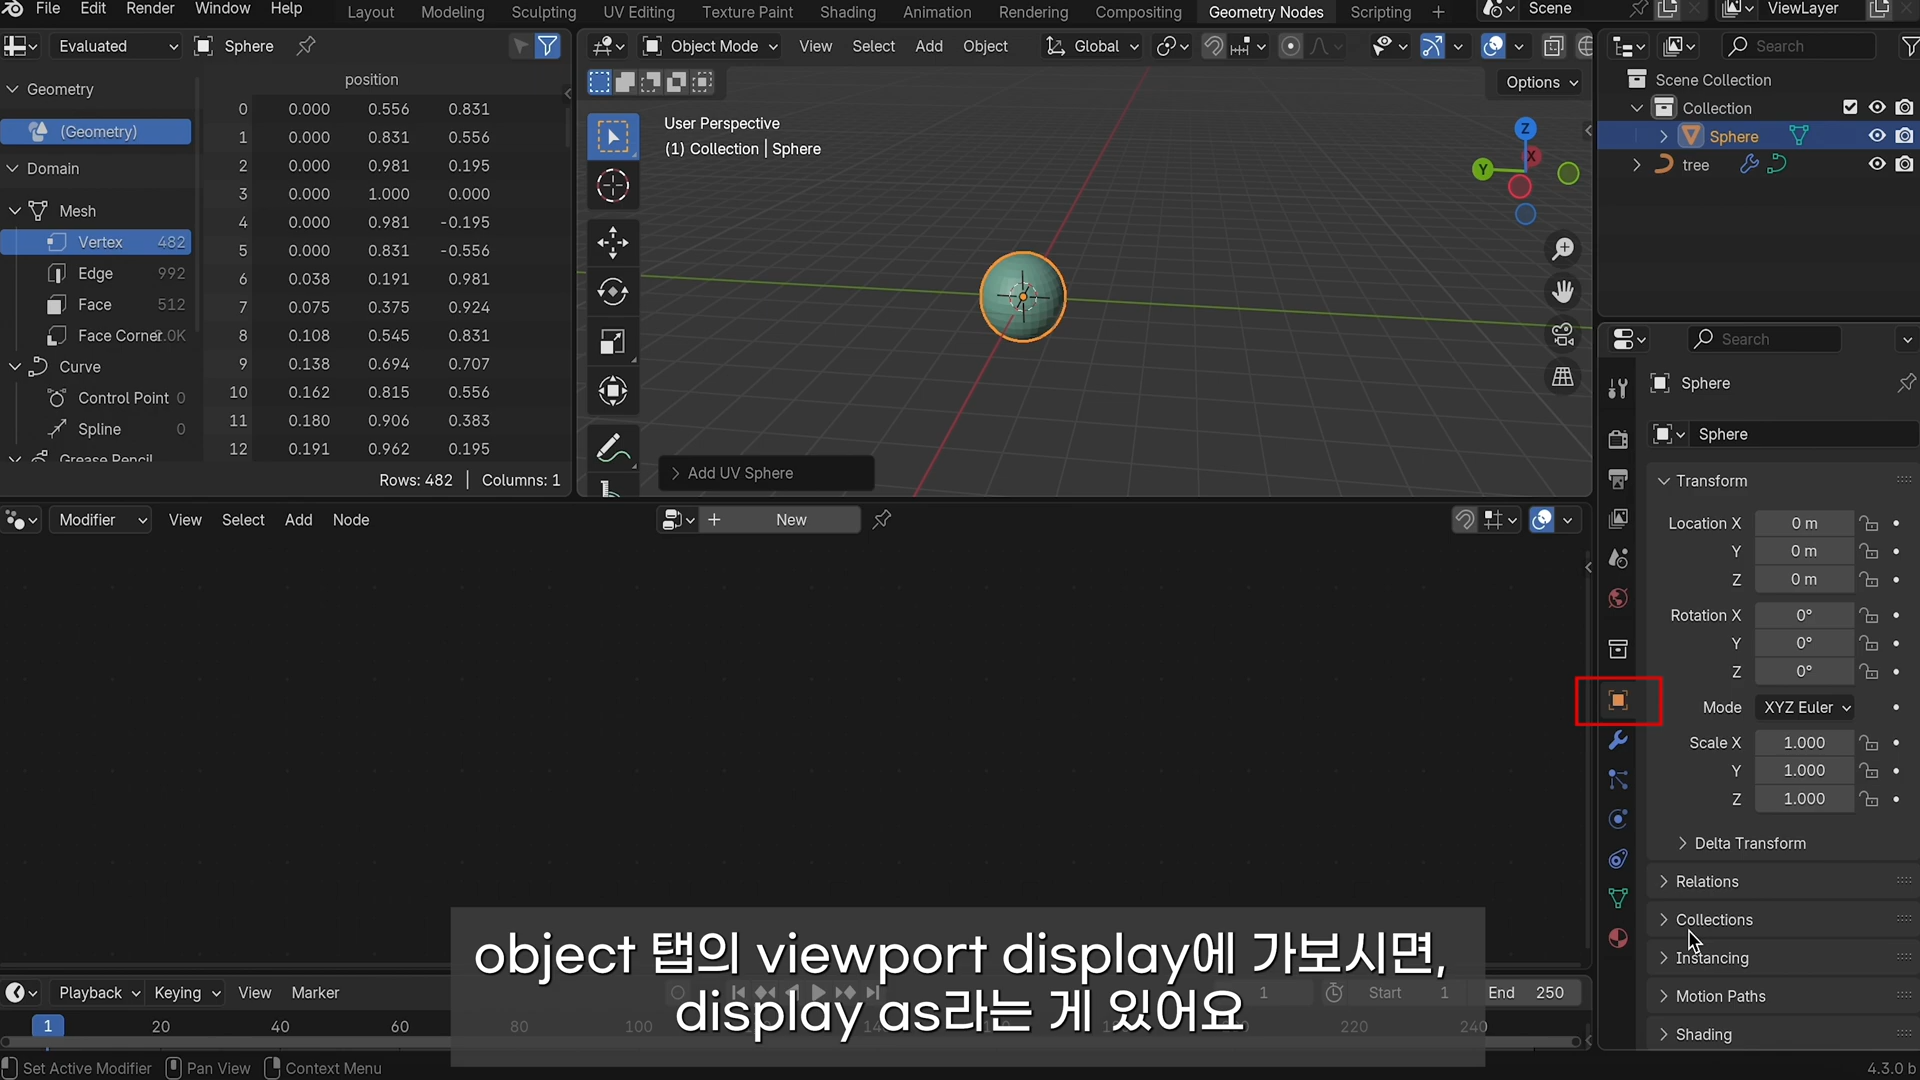 File Edit Render Window Help Layout Modeling Sculpting UV Editing Texture Paint Shading Animation Rendering Compositing Geometry Nodes Scripting + Scene ViewLayer
Evaluated Sphere
Object Mode View Select Add Object Global
Search
position
Geometry
(Geometry)
Domain
Mesh
Vertex 482
Edge 992
Face 512
Face Corner
Curve
Control Point 0
Spline 0
Grease Pencil
0 0.000 0.556 0.831
1 0.000 0.831 0.556
2 0.000 0.981 0.195
3 0.000 1.000 0.000
4 0.000 0.981 -0.195
5 0.000 0.831 -0.556
6 0.038 0.191 0.981
7 0.075 0.375 0.924
8 0.108 0.545 0.831
9 0.138 0.694 0.707
10 0.162 0.815 0.556
11 0.180 0.906 0.383
12 0.191 0.962 0.195
Rows: 482 | Columns: 1
Options
User Perspective
(1) Collection | Sphere
Z
X
Y
Add UV Sphere
Scene Collection
Collection
Sphere
tree
Search
Sphere
Sphere
Transform
Location X 0 m
Y 0 m
Z 0 m
Rotation X 0°
Y 0°
Z 0°
Mode XYZ Euler
Scale X 1.000
Y 1.000
Z 1.000
Delta Transform
Relations
Collections
Instancing
Motion Paths
Shading
Modifier View Select Add Node + New
object 탭의 viewport display에 가보시면,
display as라는 게 있어요
Playback Keying View Marker 1 Start 1 End 250
1 20 40 60 80 100 220 240
Set Active Modifier Pan View Context Menu 4.3.0 b